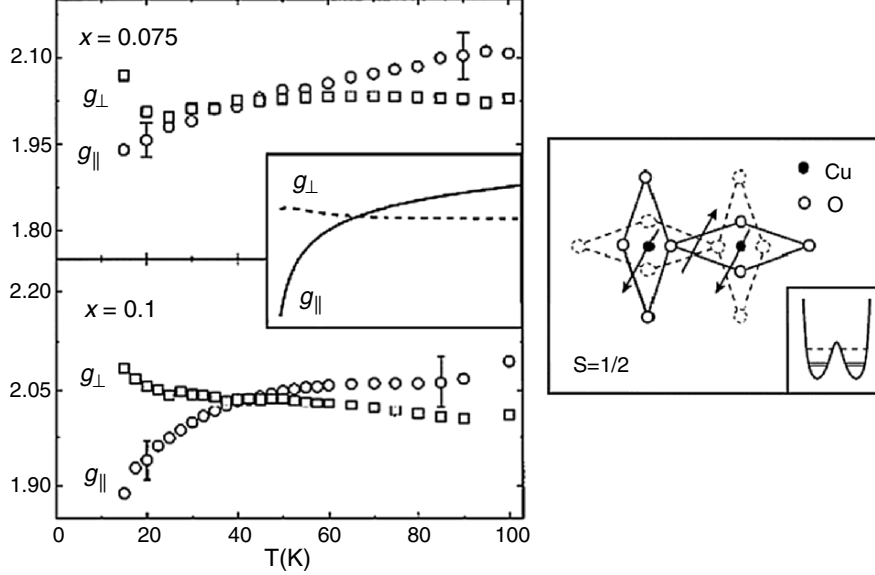 x = 0.075
2.10
g⊥
1.95
g∥
1.80
g⊥
g∥
2.20
x = 0.1
g⊥
2.05
g∥
1.90
0 20 40 60 80 100
T(K)
Cu
O
S=1/2